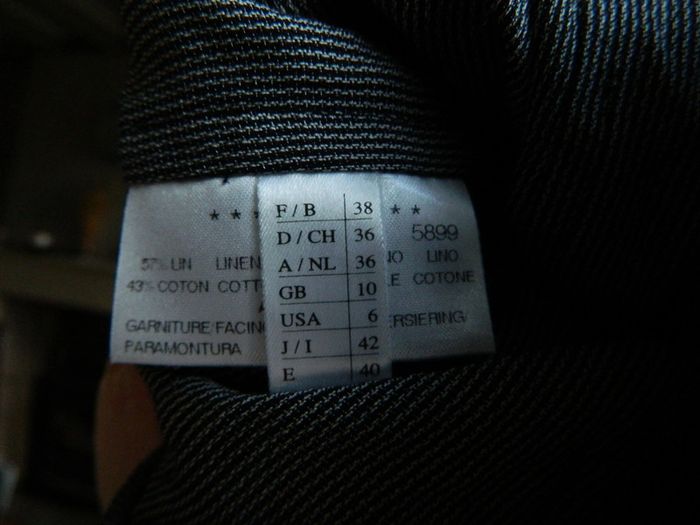 * * *
* *
5899
57% LIN LINEN
NO LINO
43% COTON COTT
LE COTONE
GARNITURE/FACING
ERSIERING/
PARAMONTURA
F / B 38
D / CH 36
A / NL 36
GB 10
USA 6
J / I 42
E 40